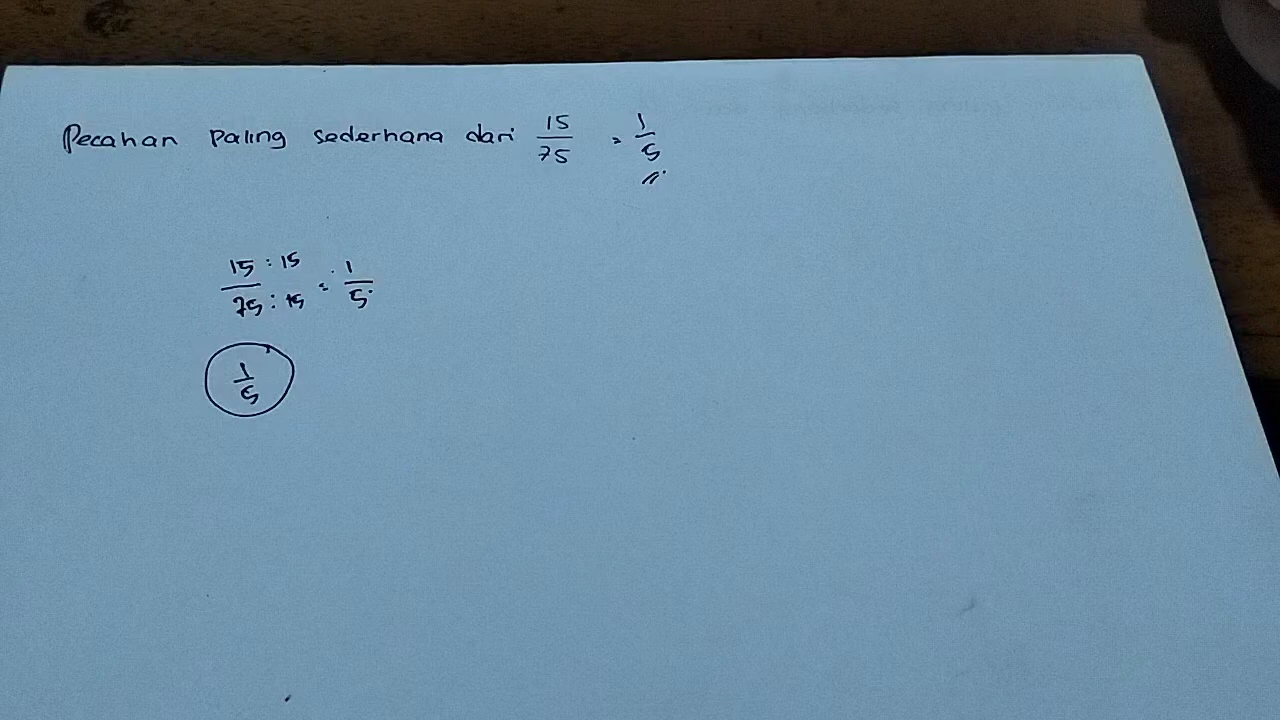 Pecahan paling sederhana dari 15/75 = 1/5
15 : 15 / 75 : 15 = 1/5
1/5